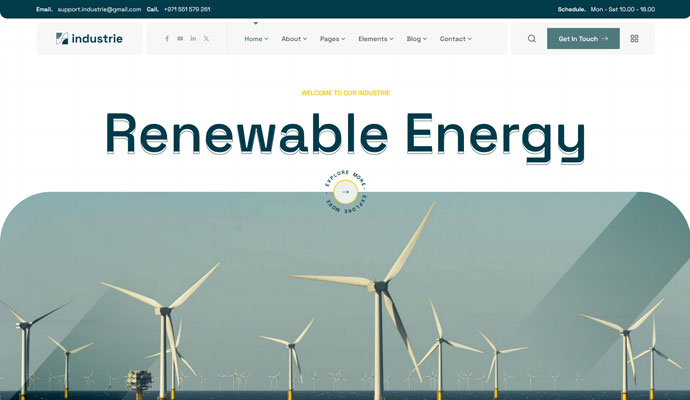 Email. support.industrie@gmail.com Call. +971 551 579 261 Schedule. Mon - Sat 10.00 - 18.00
industrie Home About Pages Elements Blog Contact Get In Touch
WELCOME TO OUR INDUSTRIE
Renewable Energy
EXPLORE MORE - EXPLORE MORE -